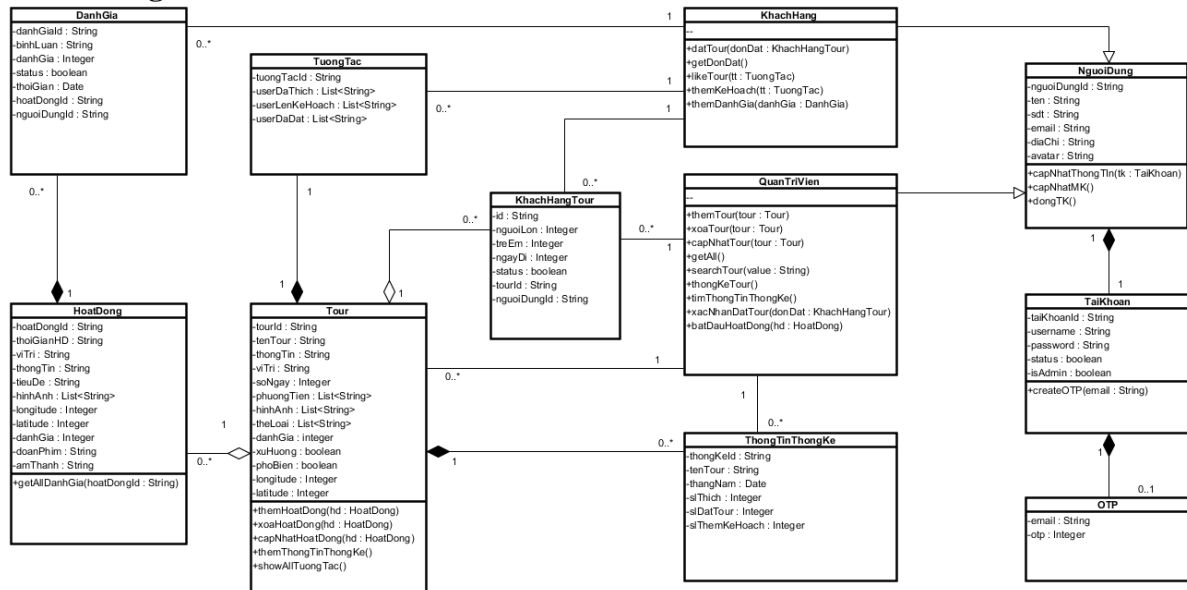 DanhGia
-danhGiaId : String
-binhLuan : String
-danhGia : Integer
-status : boolean
-thoiGian : Date
-hoatDongId : String
-nguoiDungId : String
TuongTac
-tuongTacId : String
-userDaThich : List<String>
-userLenKeHoach : List<String>
-userDaDat : List<String>
KhachHang
--
+datTour(donDat : KhachHangTour)
+getDonDat()
+likeTour(tt : TuongTac)
+themKeHoach(tt : TuongTac)
+themDanhGia(danhGia : DanhGia)
NguoiDung
-nguoiDungId : String
-ten : String
-sdt : String
-email : String
-diaChi : String
-avatar : String
+capNhatThongTIn(tk : TaiKhoan)
+capNhatMK()
+dongTK()
KhachHangTour
-id : String
-nguoiLon : Integer
-treEm : Integer
-ngayDi : Integer
-status : boolean
-tourId : String
-nguoiDungId : String
QuanTriVien
--
+themTour(tour : Tour)
+xoaTour(tour : Tour)
+capNhatTour(tour : Tour)
+getAll()
+searchTour(value : String)
+thongKeTour()
+timThongTinThongKe()
+xacNhanDatTour(donDat : KhachHangTour)
+batDauHoatDong(hd : HoatDong)
HoatDong
-hoatDongId : String
-thoiGianHD : String
-viTri : String
-thongTin : String
-tieuDe : String
-hinhAnh : List<String>
-longitude : Integer
-latitude : Integer
-danhGia : Integer
-doanPhim : String
-amThanh : String
+getAllDanhGia(hoatDongId : String)
Tour
-tourId : String
-tenTour : String
-thongTin : String
-viTri : String
-soNgay : Integer
-phuongTien : List<String>
-hinhAnh : List<String>
-theLoai : List<String>
-danhGia : integer
-xuHuong : boolean
-phoBien : boolean
-longitude : Integer
-latitude : Integer
+themHoatDong(hd : HoatDong)
+xoaHoatDong(hd : HoatDong)
+capNhatHoatDong(hd : HoatDong)
+themThongTinThongKe()
+showAllTuongTac()
ThongTinThongKe
-thongKeId : String
-tenTour : String
-thangNam : Date
-slThich : Integer
-slDatTour : Integer
-slThemKeHoach : Integer
TaiKhoan
-taiKhoanId : String
-username : String
-password : String
-status : boolean
-isAdmin : boolean
+createOTP(email : String)
OTP
-email : String
-otp : Integer
0..*
1
0..*
1
0..*
1
0..*
1
1
1
0..*
1
0..*
1
1
0..*
0..*
1
1
0..*
1
0..*
1
1
1
0..1